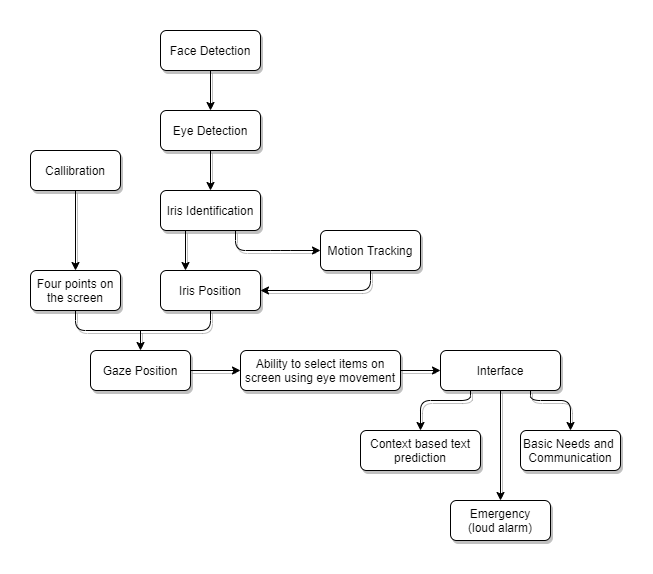 Face Detection
Eye Detection
Callibration
Iris Identification
Motion Tracking
Four points on
the screen
Iris Position
Gaze Position
Ability to select items on
screen using eye movement
Interface
Context based text
prediction
Basic Needs and
Communication
Emergency
(loud alarm)